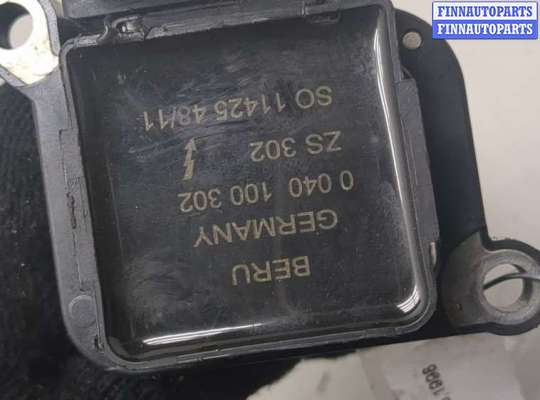 FINNAUTOPARTS
FINNAUTOPARTS
BERU
GERMANY
0 040 100 302
ZS 302
SO 11425 48/11